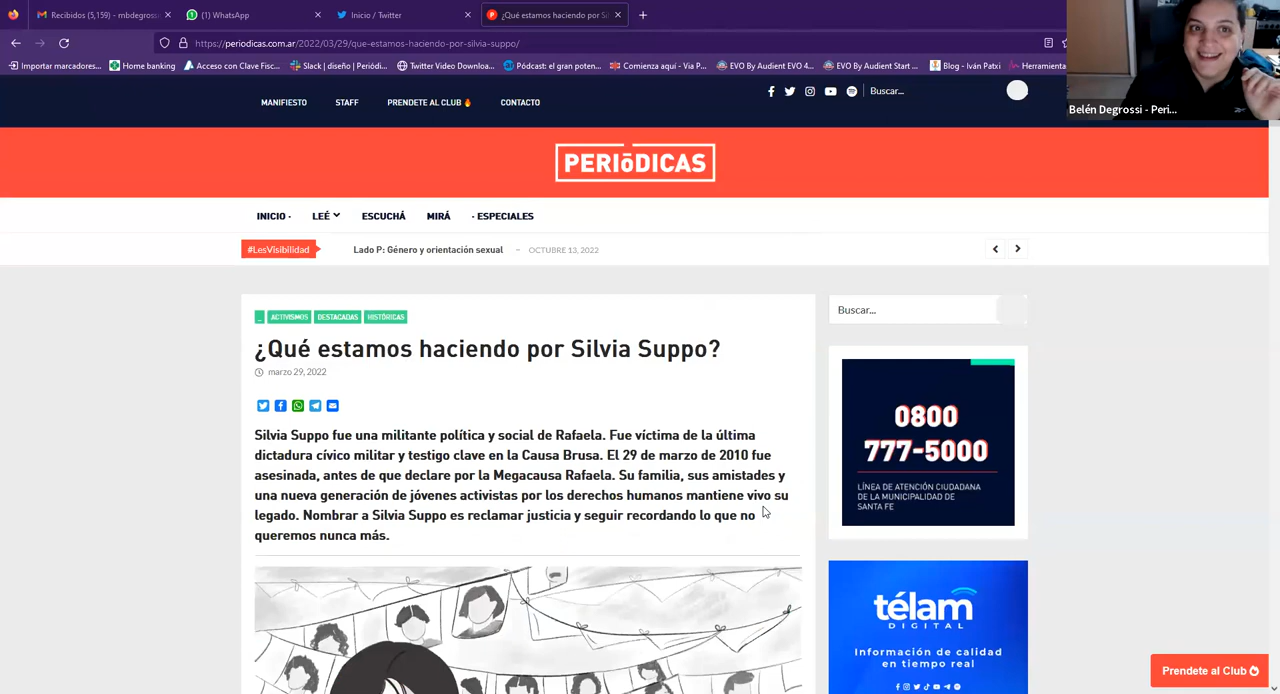 Recibidos (5,159) - mbdegross
(1) WhatsApp
Inicio / Twitter
¿Qué estamos haciendo por Si
https://periodicas.com.ar/2022/03/29/que-estamos-haciendo-por-silvia-suppo/
Importar marcadores...
Home banking
Acceso con Clave Fisc...
Slack | diseño | Periódi...
Twitter Video Downloa...
Pódcast: el gran poten...
Comienza aquí - Via P...
EVO By Audient EVO 4...
EVO By Audient Start ...
Blog - Iván Patxi
Herramienta
Belén Degrossi - Peri...
MANIFIESTO
STAFF
PRENDETE AL CLUB
CONTACTO
Buscar...
PERIōDICAS
INICIO ·
LEÉ
ESCUCHÁ
MIRÁ
· ESPECIALES
#LesVisibilidad
Lado P: Género y orientación sexual – OCTUBRE 13, 2022
_ ACTIVISMOS DESTACADAS HISTÓRICAS
¿Qué estamos haciendo por Silvia Suppo?
marzo 29, 2022
Silvia Suppo fue una militante política y social de Rafaela. Fue víctima de la última
dictadura cívico militar y testigo clave en la Causa Brusa. El 29 de marzo de 2010 fue
asesinada, antes de que declare por la Megacausa Rafaela. Su familia, sus amistades y
una nueva generación de jóvenes activistas por los derechos humanos mantiene vivo su
legado. Nombrar a Silvia Suppo es reclamar justicia y seguir recordando lo que no
queremos nunca más.
Buscar...
0800
777-5000
LÍNEA DE ATENCIÓN CIUDADANA
DE LA MUNICIPALIDAD DE
SANTA FE
télam
DIGITAL
Información de calidad
en tiempo real
Prendete al Club